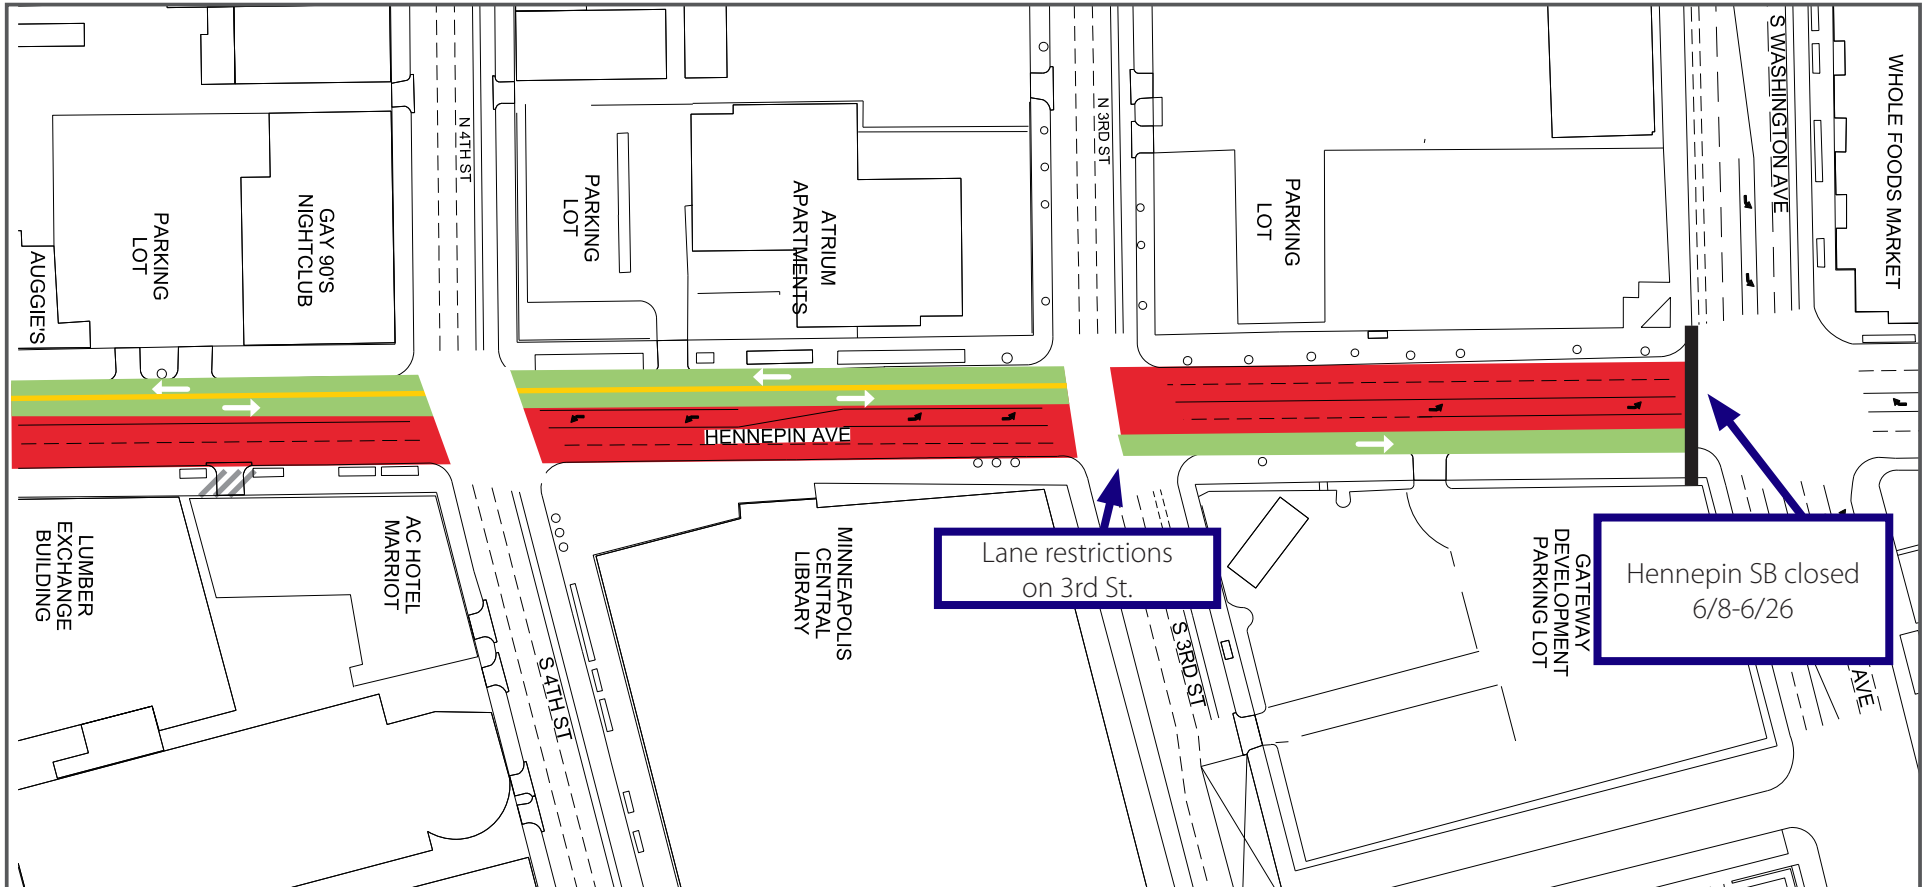 S WASHINGTON AVE
WHOLE FOODS MARKET
N 4TH ST
N 3RD ST
AUGGIE'S
PARKING
LOT
GAY 90'S
NIGHTCLUB
PARKING
LOT
ATRIUM
APARTMENTS
PARKING
LOT
HENNEPIN AVE
LUMBER
EXCHANGE
BUILDING
AC HOTEL
MARRIOT
S 4TH ST
MINNEAPOLIS
CENTRAL
LIBRARY
Lane restrictions
on 3rd St.
S 3RD ST
GATEWAY
DEVELOPMENT
PARKING LOT
Hennepin SB closed
6/8-6/26
AVE